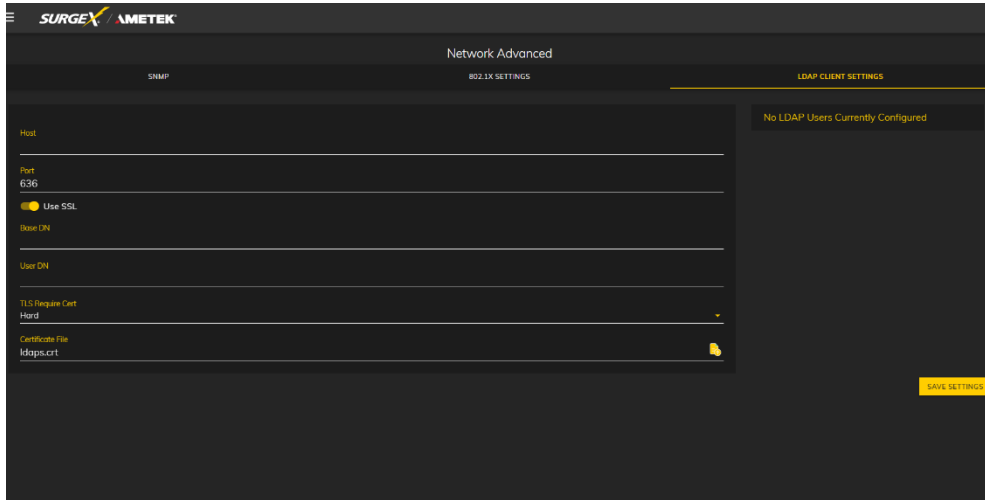 SURGEX / AMETEK
Network Advanced
SNMP
802.1X SETTINGS
LDAP CLIENT SETTINGS
Host
Port
636
Use SSL
Base DN
User DN
TLS Require Cert
Hard
Certificate File
ldaps.crt
No LDAP Users Currently Configured
SAVE SETTINGS